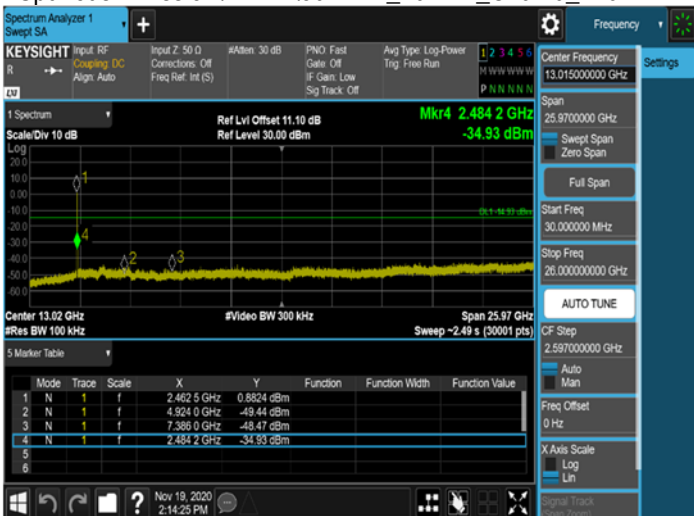 Spectrum Analyzer 1
Swept SA
Frequency
KEYSIGHT
Input: RF
Coupling: DC
Align: Auto
Input Z: 50 Ω
Corrections: Off
Freq Ref: Int (S)
#Atten: 30 dB
PNO: Fast
Gate: Off
IF Gain: Low
Sig Track: Off
Avg Type: Log-Power
Trig: Free Run
1 2 3 4 5 6
M W W W W W
P N N N N N
R
LXI
Center Frequency
13.015000000 GHz
Settings
Span
25.9700000 GHz
Swept Span
Zero Span
Full Span
Start Freq
30.000000 MHz
Stop Freq
26.000000000 GHz
AUTO TUNE
CF Step
2.597000000 GHz
Auto
Man
Freq Offset
0 Hz
X Axis Scale
Log
Lin
Signal Track
(Span Zoom)
1 Spectrum
Scale/Div 10 dB
Ref Lvl Offset 11.10 dB
Ref Level 30.00 dBm
Mkr4 2.484 2 GHz
-34.93 dBm
Log
20.0
10.0
0.00
-10.0
-20.0
-30.0
-40.0
-50.0
-60.0
1
4
2
3
Center 13.02 GHz
#Res BW 100 kHz
#Video BW 300 kHz
Span 25.97 GHz
Sweep ~2.49 s (30001 pts)
5 Marker Table
Mode Trace Scale X Y Function Function Width Function Value
1 N 1 f 2.462 5 GHz 0.8824 dBm
2 N 1 f 4.924 0 GHz -49.44 dBm
3 N 1 f 7.386 0 GHz -48.47 dBm
4 N 1 f 2.484 2 GHz -34.93 dBm
5
6
Nov 19, 2020
2:14:25 PM